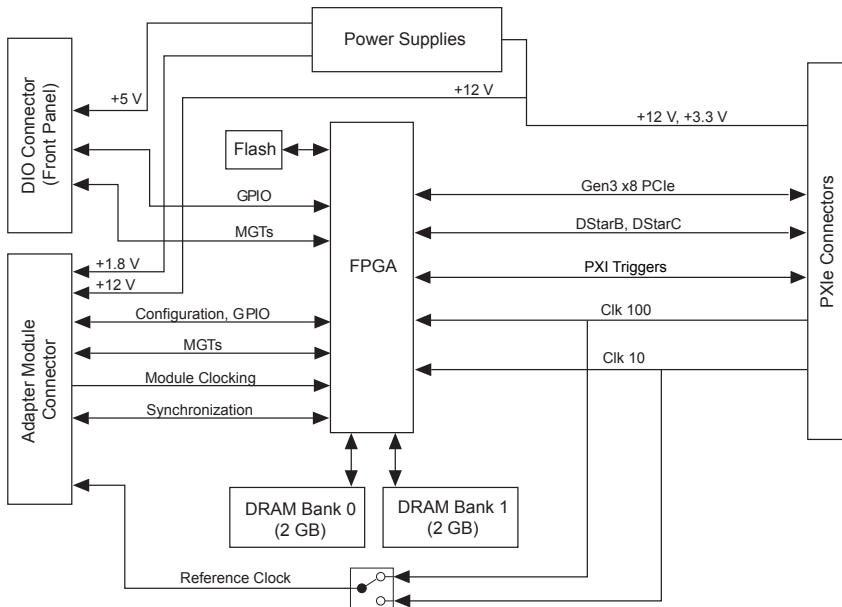 Power Supplies
DIO Connector
(Front Panel)
+5 V
+12 V
+12 V, +3.3 V
Flash
GPIO
MGTs
FPGA
Gen3 x8 PCIe
DStarB, DStarC
PXI Triggers
Clk 100
Clk 10
PXIe Connectors
Adapter Module
Connector
+1.8 V
+12 V
Configuration, GPIO
MGTs
Module Clocking
Synchronization
DRAM Bank 0
(2 GB)
DRAM Bank 1
(2 GB)
Reference Clock